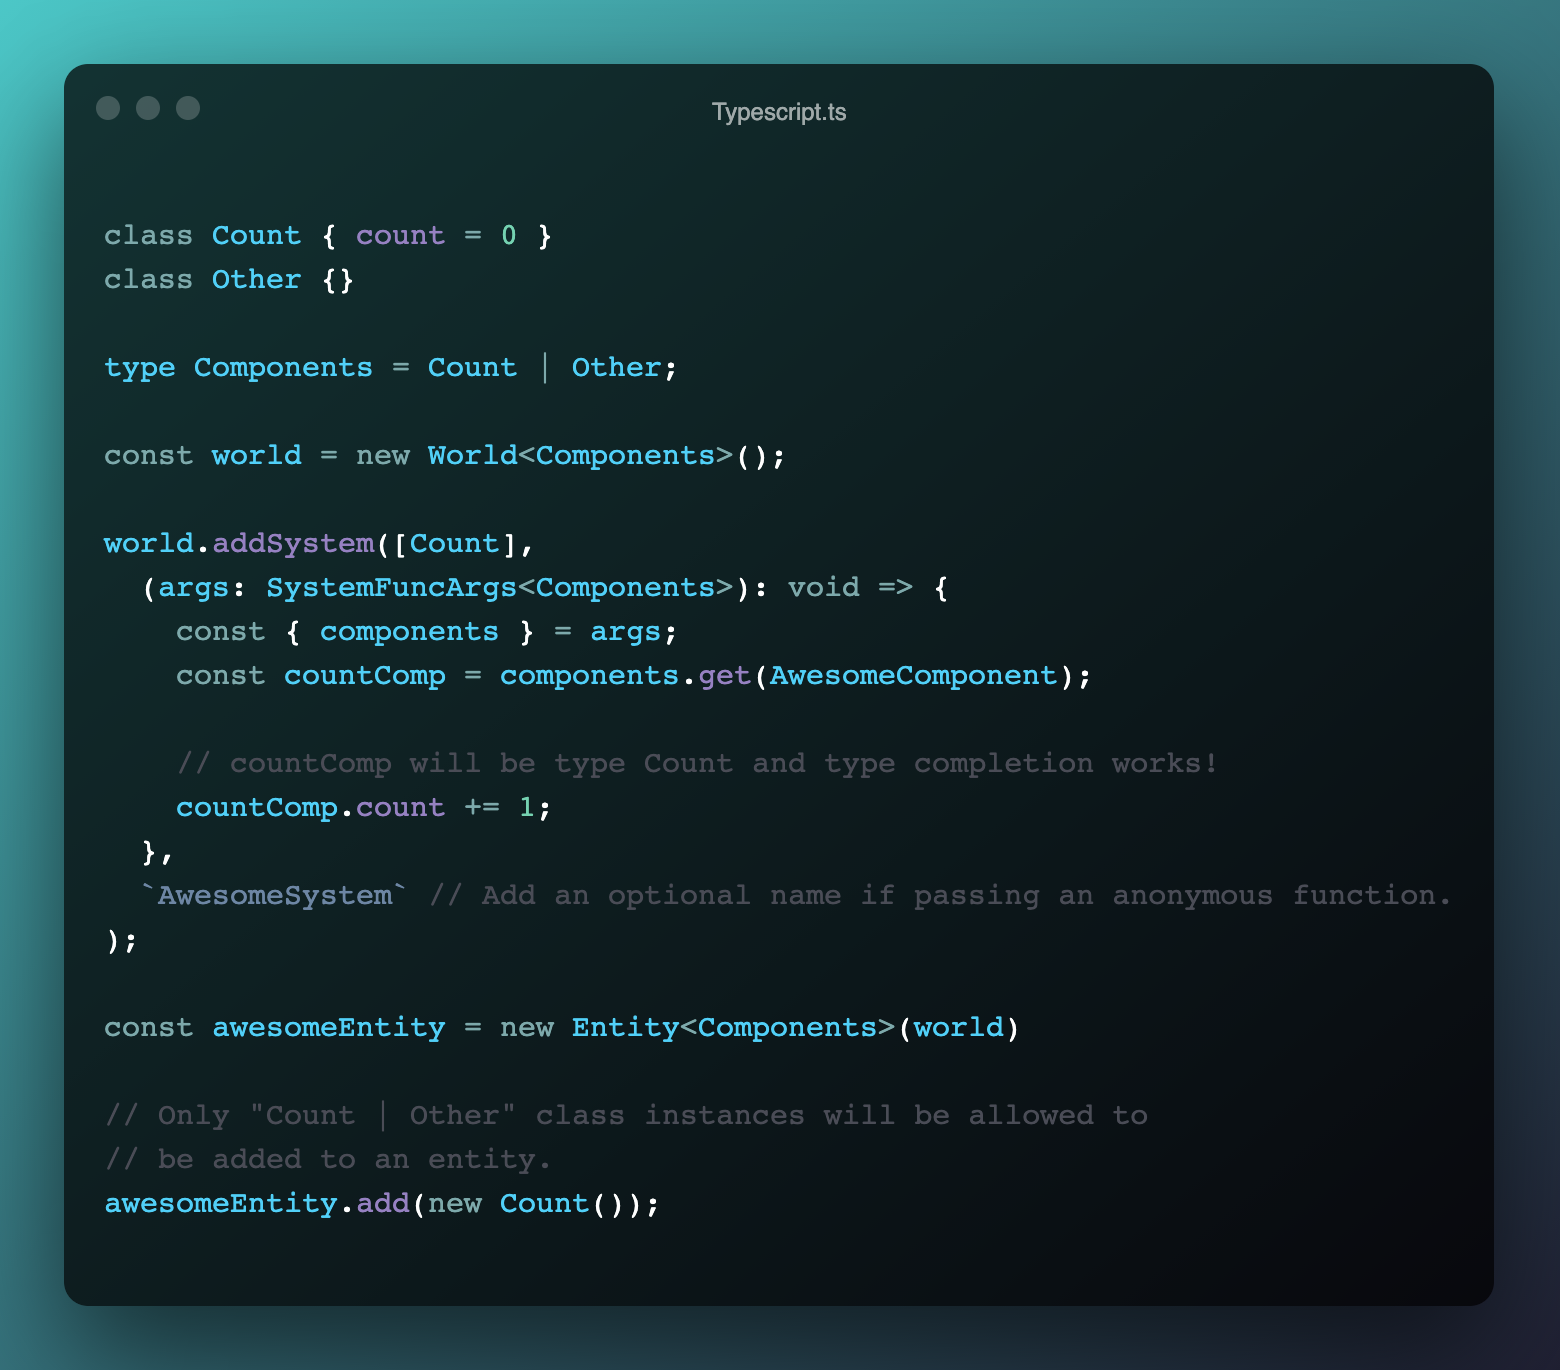 Typescript.ts
class Count { count = 0 }
class Other {}
type Components = Count | Other;
const world = new World<Components>();
world.addSystem([Count],
  (args: SystemFuncArgs<Components>): void => {
    const { components } = args;
    const countComp = components.get(AwesomeComponent);
    // countComp will be type Count and type completion works!
    countComp.count += 1;
  },
  `AwesomeSystem` // Add an optional name if passing an anonymous function.
);
const awesomeEntity = new Entity<Components>(world)
// Only "Count | Other" class instances will be allowed to
// be added to an entity.
awesomeEntity.add(new Count());